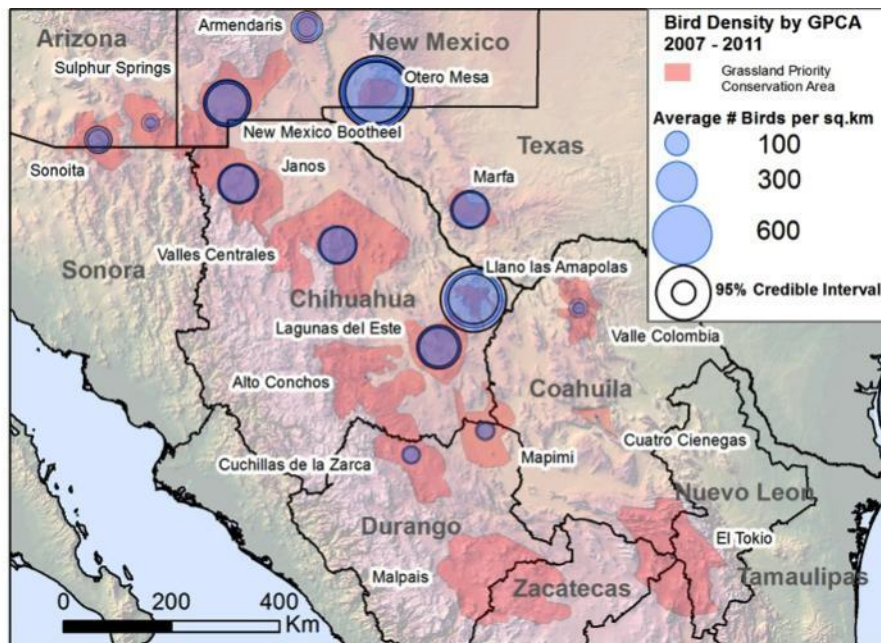 Armendaris
Arizona
New Mexico
Sulphur Springs
Otero Mesa
New Mexico Bootheel
Texas
Sonoita
Janos
Marfa
Valles Centrales
Sonora
Llano las Amapolas
Chihuahua
Lagunas del Este
Valle Colombia
Alto Conchos
Coahuila
Cuatro Cienegas
Cuchillas de la Zarca
Mapimi
Nuevo Leon
Durango
El Tokio
Malpais
Zacatecas
Tamaulipas
0 200 400
Km
Bird Density by GPCA
2007 - 2011
Grassland Priority
Conservation Area
Average # Birds per sq.km
100
300
600
95% Credible Interval